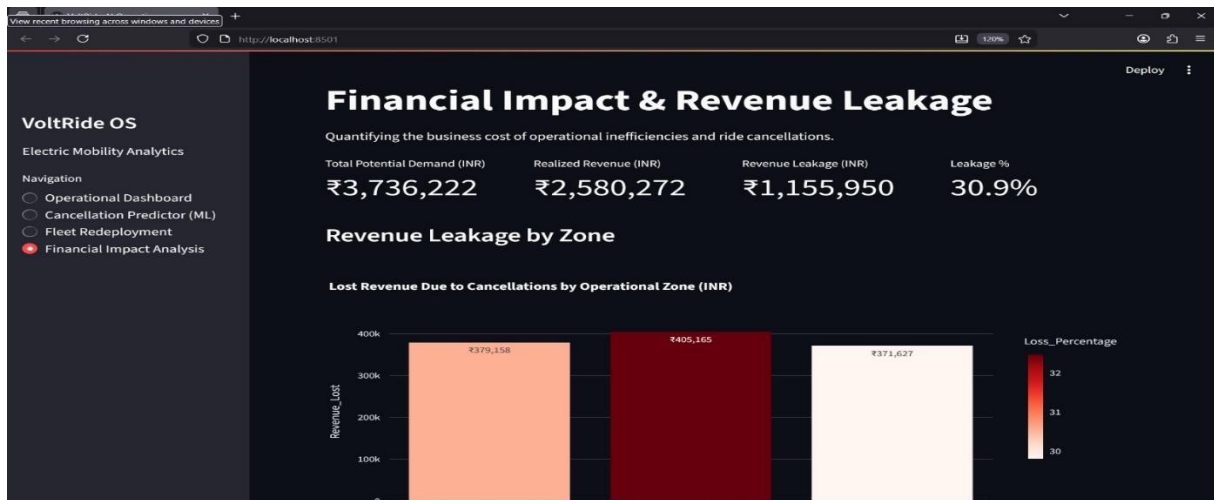 View recent browsing across windows and devices
http://localhost:8501
120%
Deploy
VoltRide OS
Electric Mobility Analytics
Navigation
Operational Dashboard
Cancellation Predictor (ML)
Fleet Redeployment
Financial Impact Analysis
Financial Impact & Revenue Leakage
Quantifying the business cost of operational inefficiencies and ride cancellations.
Total Potential Demand (INR) Realized Revenue (INR) Revenue Leakage (INR) Leakage %
₹3,736,222 ₹2,580,272 ₹1,155,950 30.9%
Revenue Leakage by Zone
Lost Revenue Due to Cancellations by Operational Zone (INR)
400k
300k
200k
100k
Revenue_Lost
₹379,158 ₹405,165 ₹371,627
Loss_Percentage
32
31
30